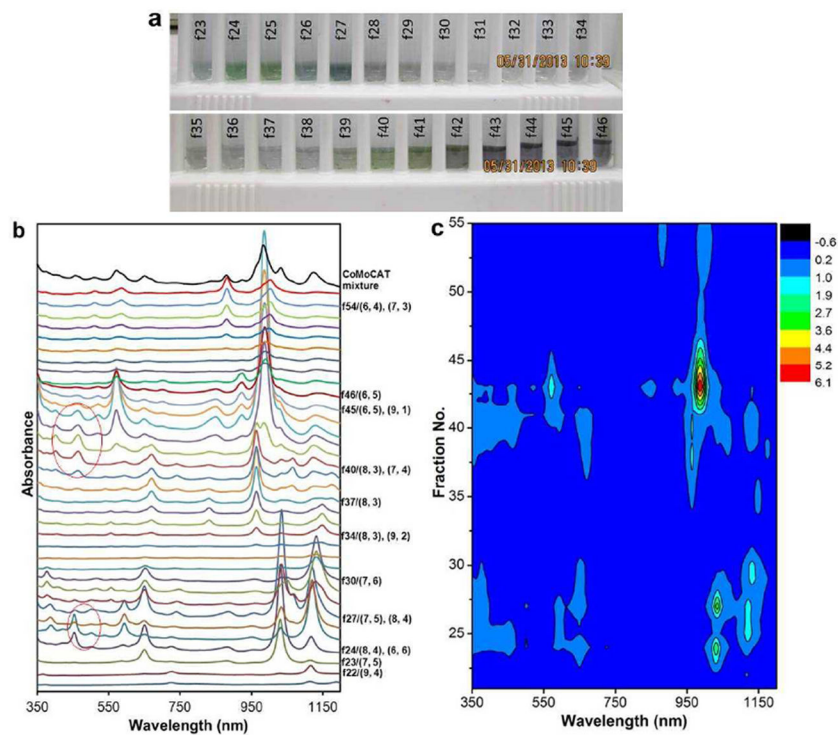 a
f23 f24 f25 f26 f27 f28 f29 f30 f31 f32 f33 f34
05/31/2013 10:39
f35 f36 f37 f38 f39 f40 f41 f42 f43 f44 f45 f46
05/31/2013 10:39
b
Absorbance
CoMoCAT
mixture
f54/(6, 4), (7, 3)
f46/(6, 5)
f45/(6, 5), (9, 1)
f40/(8, 3), (7, 4)
f37/(8, 3)
f34/(8, 3), (9, 2)
f30/(7, 6)
f27/(7, 5), (8, 4)
f24/(8, 4), (6, 6)
f23/(7, 5)
f22/(9, 4)
350 550 750 950 1150
Wavelength (nm)
c
Fraction No.
55
50
45
40
35
30
25
350 550 750 950 1150
Wavelength (nm)
-0.6
0.2
1.0
1.9
2.7
3.6
4.4
5.2
6.1